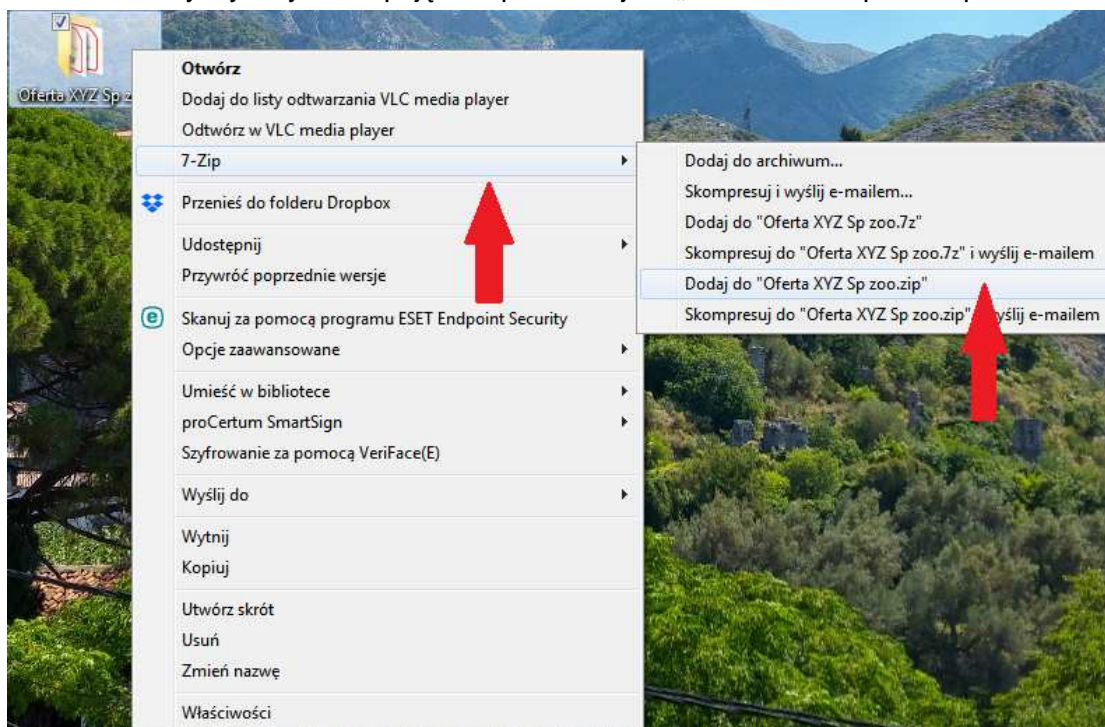 Oferta XYZ Sp z
Otwórz
Dodaj do listy odtwarzania VLC media player
Odtwórz w VLC media player
7-Zip
Przenieś do folderu Dropbox
Udostępnij
Przywróć poprzednie wersje
Skanuj za pomocą programu ESET Endpoint Security
Opcje zaawansowane
Umieść w bibliotece
proCertum SmartSign
Szyfrowanie za pomocą VeriFace(E)
Wyślij do
Wytnij
Kopiuj
Utwórz skrót
Usuń
Zmień nazwę
Właściwości
Dodaj do archiwum...
Skompresuj i wyślij e-mailem...
Dodaj do "Oferta XYZ Sp zoo.7z"
Skompresuj do "Oferta XYZ Sp zoo.7z" i wyślij e-mailem
Dodaj do "Oferta XYZ Sp zoo.zip"
Skompresuj do "Oferta XYZ Sp zoo.zip" wyślij e-mailem